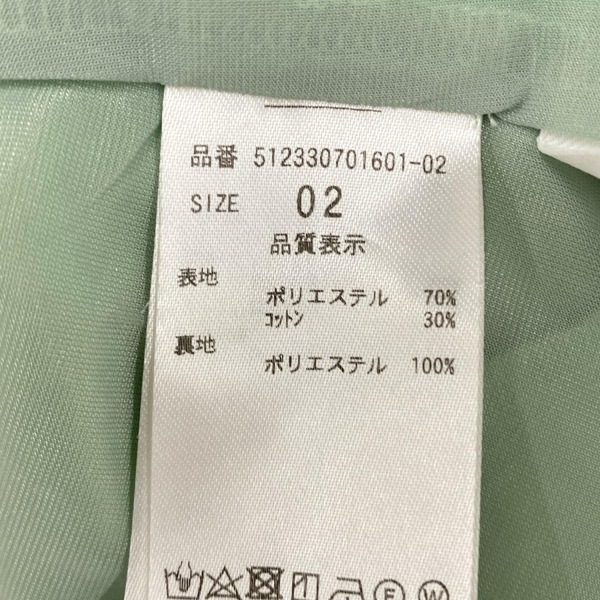 品番 512330701601-02
SIZE 02
品質表示
表地
ポリエステル 70%
コットン 30%
裏地
ポリエステル 100%